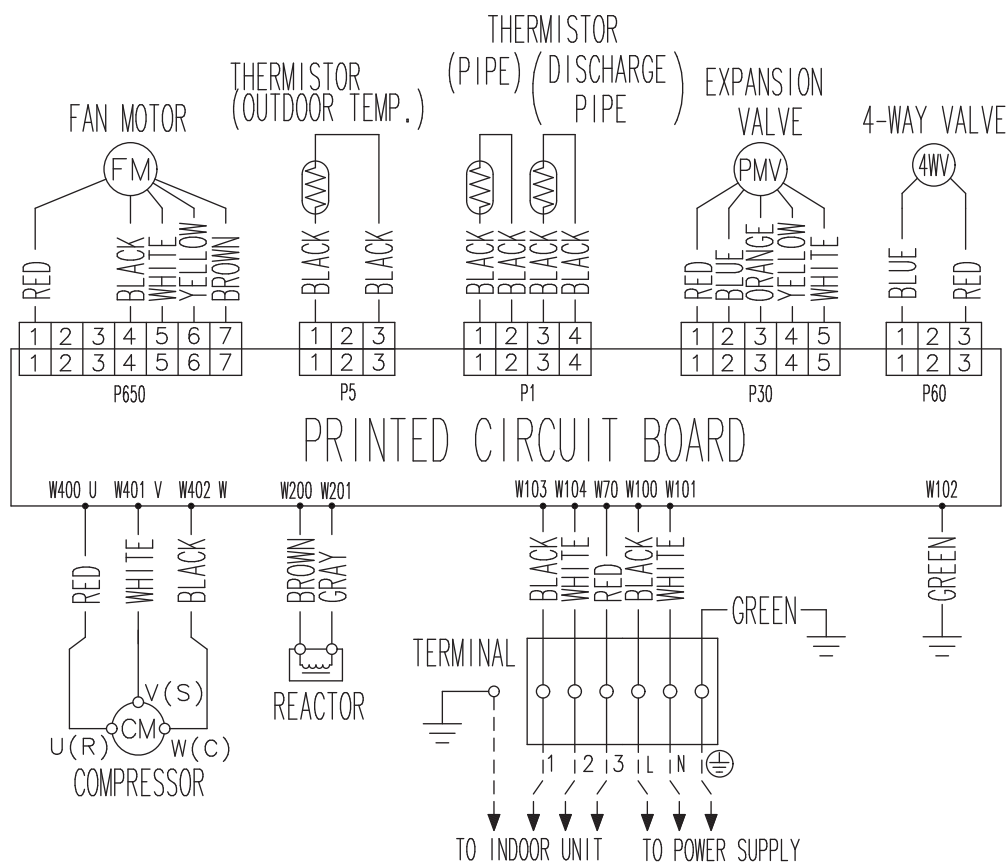 THERMISTOR
(PIPE) (DISCHARGE PIPE)
THERMISTOR
(OUTDOOR TEMP.)
EXPANSION
VALVE
FAN MOTOR
4-WAY VALVE
FM
PMV
4WV
RED BLACK WHITE YELLOW BROWN
BLACK BLACK
BLACK BLACK BLACK BLACK
RED BLUE ORANGE YELLOW WHITE
BLUE RED
1 2 3 4 5 6 7
1 2 3
1 2 3 4
1 2 3 4 5
1 2 3
1 2 3 4 5 6 7
1 2 3
1 2 3 4
1 2 3 4 5
1 2 3
P650 P5 P1 P30 P60
PRINTED CIRCUIT BOARD
W400 U W401 V W402 W W200 W201 W103 W104 W70 W100 W101 W102
RED WHITE BLACK
BROWN GRAY
BLACK WHITE RED BLACK WHITE
GREEN
GREEN
TERMINAL
REACTOR
V(S)
CM
U(R) W(C)
COMPRESSOR
1 2 3 L N
TO INDOOR UNIT TO POWER SUPPLY